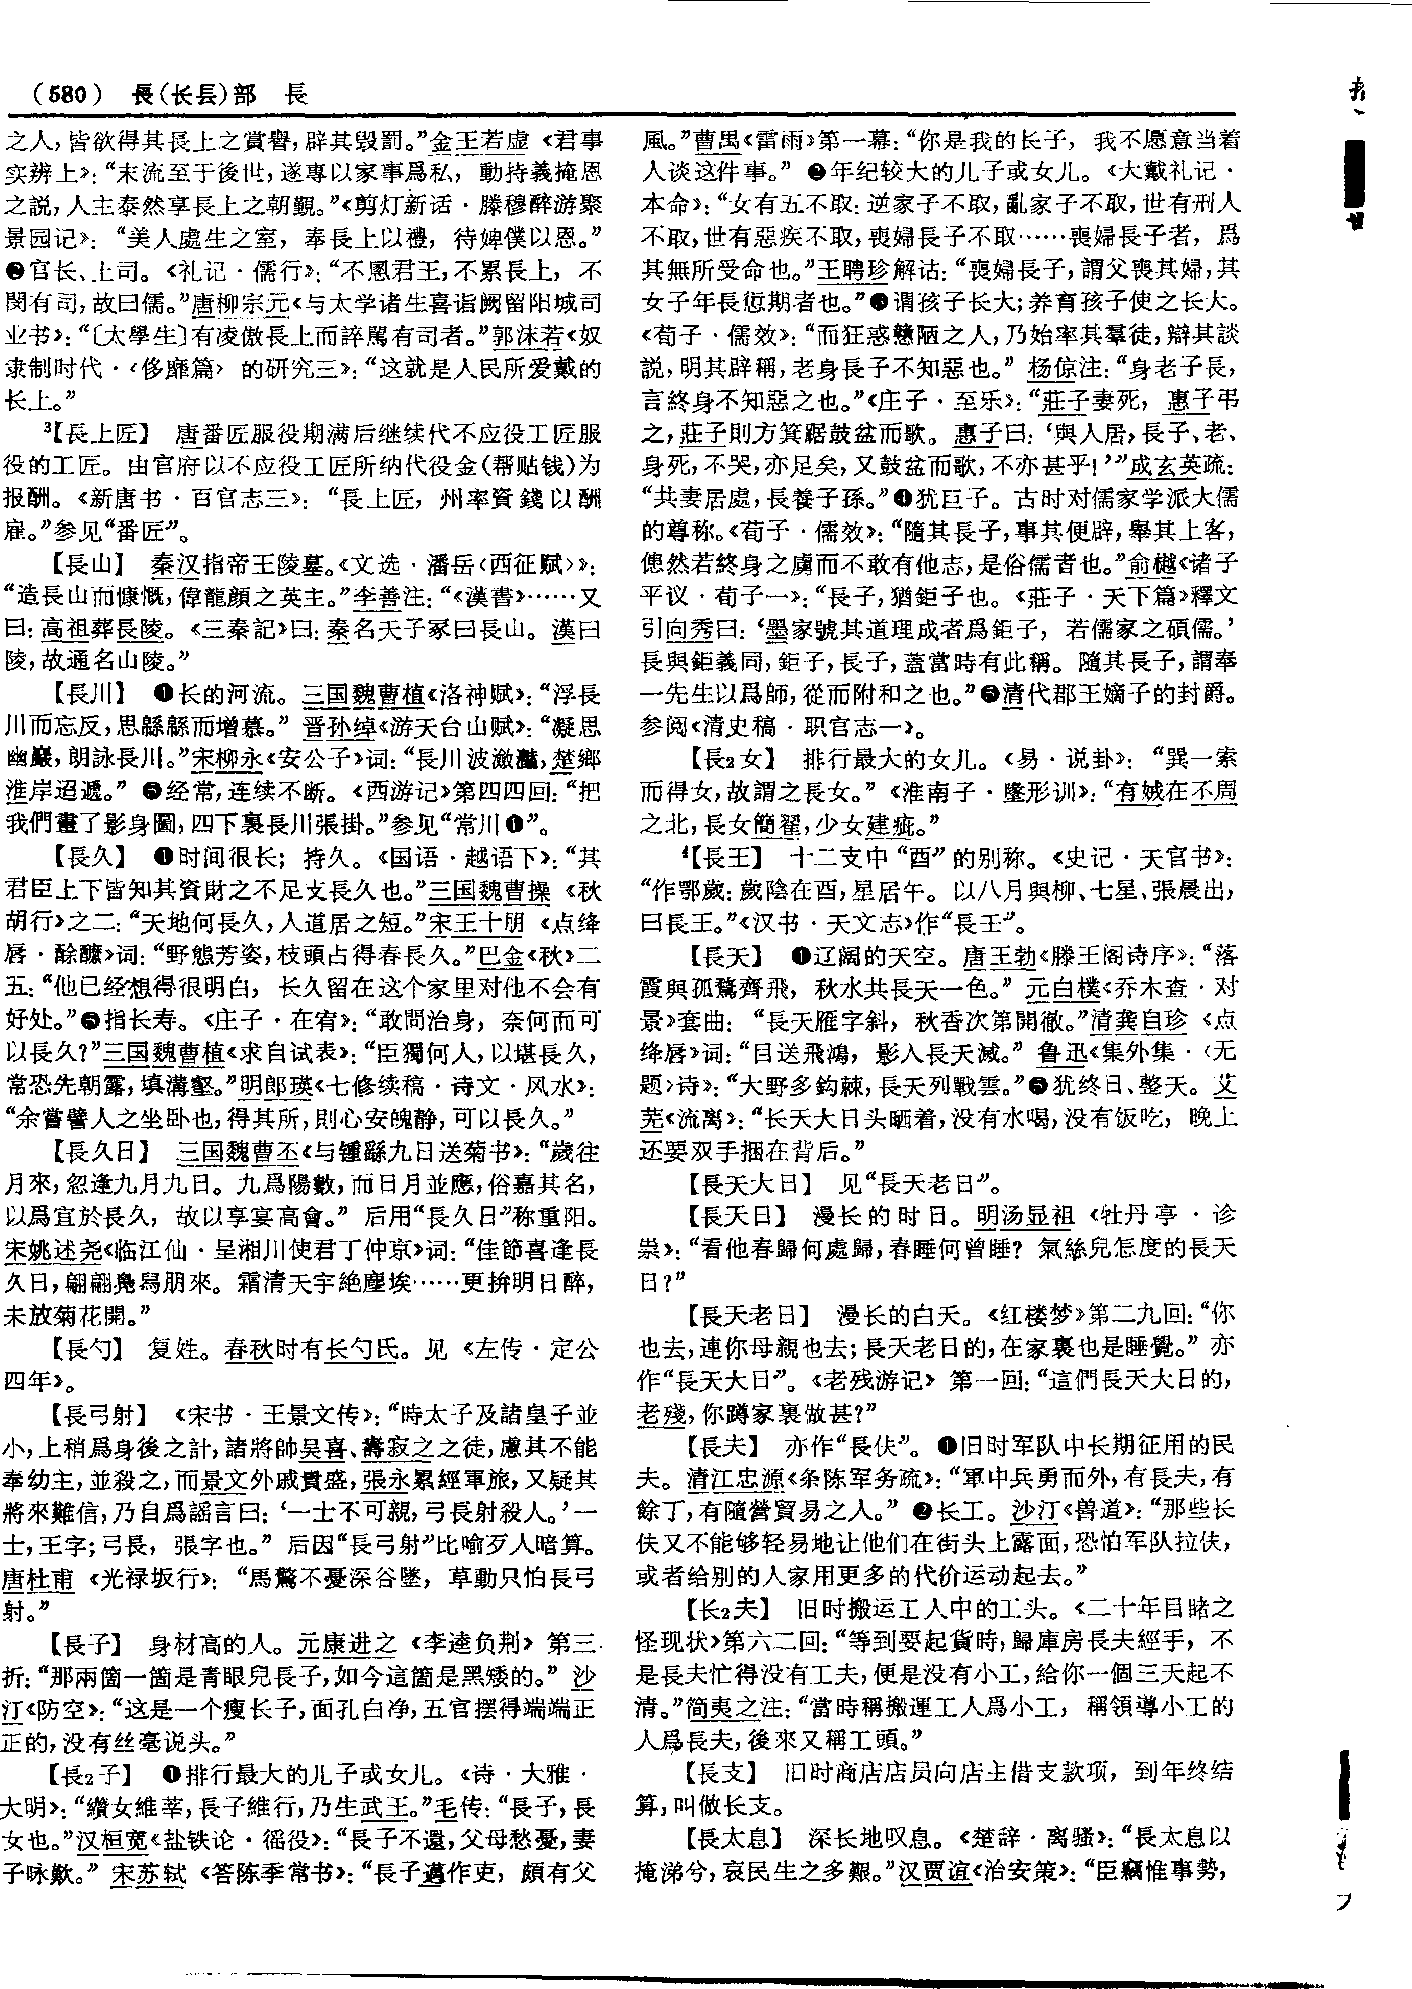 (580) 長(长镸)部 長
之人，皆欲得其長上之賞譽，辟其毀罰。”金王若虚《君事
实辨上》：“末流至于後世，遂專以家事爲私，動持義掩恩
之説，人主泰然享長上之朝覲。”《剪灯新话·滕穆醉游聚
景园记》：“美人處生之室，奉長上以禮，待婢僕以恩。”
❷官长、上司。《礼记·儒行》：“不慁君王，不累長上，不
閔有司，故曰儒。”唐柳宗元《与太学诸生喜诣阙留阳城司
业书》：“〔太學生〕有凌傲長上而誶駡有司者。”郭沫若《奴
隶制时代·〈侈靡篇〉的研究三》：“这就是人民所爱戴的
长上。”
³【長上匠】 唐番匠服役期满后继续代不应役工匠服
役的工匠。由官府以不应役工匠所纳代役金(帮贴钱)为
报酬。《新唐书·百官志三》：“長上匠，州率資錢以酬
雇。”参见“番匠”。
【長山】 秦汉指帝王陵墓。《文选·潘岳〈西征赋〉》：
“造長山而慷慨，偉龍顔之英主。”李善注：“《漢書》……又
曰：高祖葬長陵。《三秦記》曰：秦名天子冢曰長山。漢曰
陵，故通名山陵。”
【長川】 ❶长的河流。三国魏曹植《洛神赋》：“浮長
川而忘反，思緜緜而增慕。”晋孙绰《游天台山赋》：“凝思
幽巖，朗詠長川。”宋柳永《安公子》词：“長川波瀲灧，楚鄉
淮岸迢遞。”❷经常，连续不断。《西游记》第四四回：“把
我們畫了影身圖，四下裏長川張掛。”参见“常川❶”。
【長久】 ❶时间很长；持久。《国语·越语下》：“其
君臣上下皆知其資財之不足支長久也。”三国魏曹操《秋
胡行》之二：“天地何長久，人道居之短。”宋王十朋《点绛
唇·酴醾》词：“野態芳姿，枝頭占得春長久。”巴金《秋》二
五：“他已经想得很明白，长久留在这个家里对他不会有
好处。”❷指长寿。《庄子·在宥》：“敢問治身，奈何而可
以長久？”三国魏曹植《求自试表》：“臣獨何人，以堪長久，
常恐先朝露，填溝壑。”明郎瑛《七修续稿·诗文·风水》：
“余嘗譬人之坐卧也，得其所，則心安魄静，可以長久。”
【長久日】 三国魏曹丕《与锺繇九日送菊书》：“歲往
月來，忽逢九月九日。九爲陽數，而日月並應，俗嘉其名，
以爲宜於長久，故以享宴高會。”后用“長久日”称重阳。
宋姚述尧《临江仙·呈湘川使君丁仲京》词：“佳節喜逢長
久日，翩翩鳧舄朋來。霜清天宇絶塵埃……更拚明日醉，
未放菊花開。”
【長勺】 复姓。春秋时有长勺氏。见《左传·定公
四年》。
【長弓射】 《宋书·王景文传》：“時太子及諸皇子並
小，上稍爲身後之計，諸將帥吴喜、壽寂之之徒，慮其不能
奉幼主，並殺之，而景文外戚貴盛，張永累經軍旅，又疑其
將來難信，乃自爲謡言曰：‘一士不可親，弓長射殺人。’一
士，王字；弓長，張字也。”后因“長弓射”比喻歹人暗算。
唐杜甫《光禄坂行》：“馬驚不憂深谷墜，草動只怕長弓
射。”
【長子】 身材高的人。元康进之《李逵负荆》第三
折：“那兩箇一箇是青眼兒長子，如今這箇是黑矮的。”沙
汀《防空》：“这是一个瘦长子，面孔白净，五官摆得端端正
正的，没有丝毫说头。”
【長₂子】 ❶排行最大的儿子或女儿。《诗·大雅·
大明》：“纘女維莘，長子維行，乃生武王。”毛传：“長子，長
女也。”汉桓宽《盐铁论·徭役》：“長子不還，父母愁憂，妻
子咏歎。”宋苏轼《答陈季常书》：“長子邁作吏，頗有父
風。”曹禺《雷雨》第一幕：“你是我的长子，我不愿意当着
人谈这件事。”❷年纪较大的儿子或女儿。《大戴礼记·
本命》：“女有五不取：逆家子不取，亂家子不取，世有刑人
不取，世有惡疾不取，喪婦長子不取……喪婦長子者，爲
其無所受命也。”王聘珍解诂：“喪婦長子，謂父喪其婦，其
女子年長愆期者也。”❸谓孩子长大；养育孩子使之长大。
《荀子·儒效》：“而狂惑戇陋之人，乃始率其羣徒，辯其談
説，明其辟稱，老身長子不知惡也。”杨倞注：“身老子長，
言終身不知惡之也。”《庄子·至乐》：“莊子妻死，惠子弔
之，莊子則方箕踞鼓盆而歌。惠子曰：‘與人居，長子、老、
身死，不哭，亦足矣，又鼓盆而歌，不亦甚乎！’”成玄英疏：
“共妻居處，長養子孫。”❹犹巨子。古时对儒家学派大儒
的尊称。《荀子·儒效》：“隨其長子，事其便辟，舉其上客，
億然若終身之虜而不敢有他志，是俗儒者也。”俞樾《诸子
平议·荀子一》：“長子，猶鉅子也。《莊子·天下篇》釋文
引向秀曰：‘墨家號其道理成者爲鉅子，若儒家之碩儒。’
長與鉅義同，鉅子，長子，蓋當時有此稱。隨其長子，謂奉
一先生以爲師，從而附和之也。”❺清代郡王嫡子的封爵。
参阅《清史稿·职官志一》。
【長₂女】 排行最大的女儿。《易·说卦》：“巽一索
而得女，故謂之長女。”《淮南子·墬形训》：“有娀在不周
之北，長女簡翟，少女建疵。”
⁴【長王】 十二支中“酉”的别称。《史记·天官书》：
“作鄂歲：歲陰在酉，星居午。以八月與柳、七星、張晨出，
曰長王。”《汉书·天文志》作“長壬”。
【長天】 ❶辽阔的天空。唐王勃《滕王阁诗序》：“落
霞與孤鶩齊飛，秋水共長天一色。”元白樸《乔木查·对
景》套曲：“長天雁字斜，秋香次第開徹。”清龚自珍《点
绛唇》词：“目送飛鴻，影入長天滅。”鲁迅《集外集·〈无
题〉诗》：“大野多鈎棘，長天列戰雲。”❷犹终日、整天。艾
芜《流离》：“长天大日头晒着，没有水喝，没有饭吃，晚上
还要双手捆在背后。”
【長天大日】 见“長天老日”。
【長天日】 漫长的时日。明汤显祖《牡丹亭·诊
祟》：“看他春歸何處歸，春睡何曾睡？氣絲兒怎度的長天
日？”
【長天老日】 漫长的白天。《红楼梦》第二九回：“你
也去，連你母親也去；長天老日的，在家裏也是睡覺。”亦
作“長天大日”。《老残游记》第一回：“這們長天大日的，
老殘，你蹲家裏做甚？”
【長夫】 亦作“長伕”。❶旧时军队中长期征用的民
夫。清江忠源《条陈军务疏》：“軍中兵勇而外，有長夫，有
餘丁，有隨營貿易之人。”❷长工。沙汀《兽道》：“那些长
伕又不能够轻易地让他们在街头上露面，恐怕军队拉伕，
或者给别的人家用更多的代价运动起去。”
【长₂夫】 旧时搬运工人中的工头。《二十年目睹之
怪现状》第六二回：“等到要起貨時，歸庫房長夫經手，不
是長夫忙得没有工夫，便是没有小工，給你一個三天起不
清。”简夷之注：“當時稱搬運工人爲小工，稱領導小工的
人爲長夫，後來又稱工頭。”
【長支】 旧时商店店员向店主借支款项，到年终结
算，叫做长支。
【長太息】 深长地叹息。《楚辞·离骚》：“長太息以
掩涕兮，哀民生之多艱。”汉贾谊《治安策》：“臣竊惟事勢，